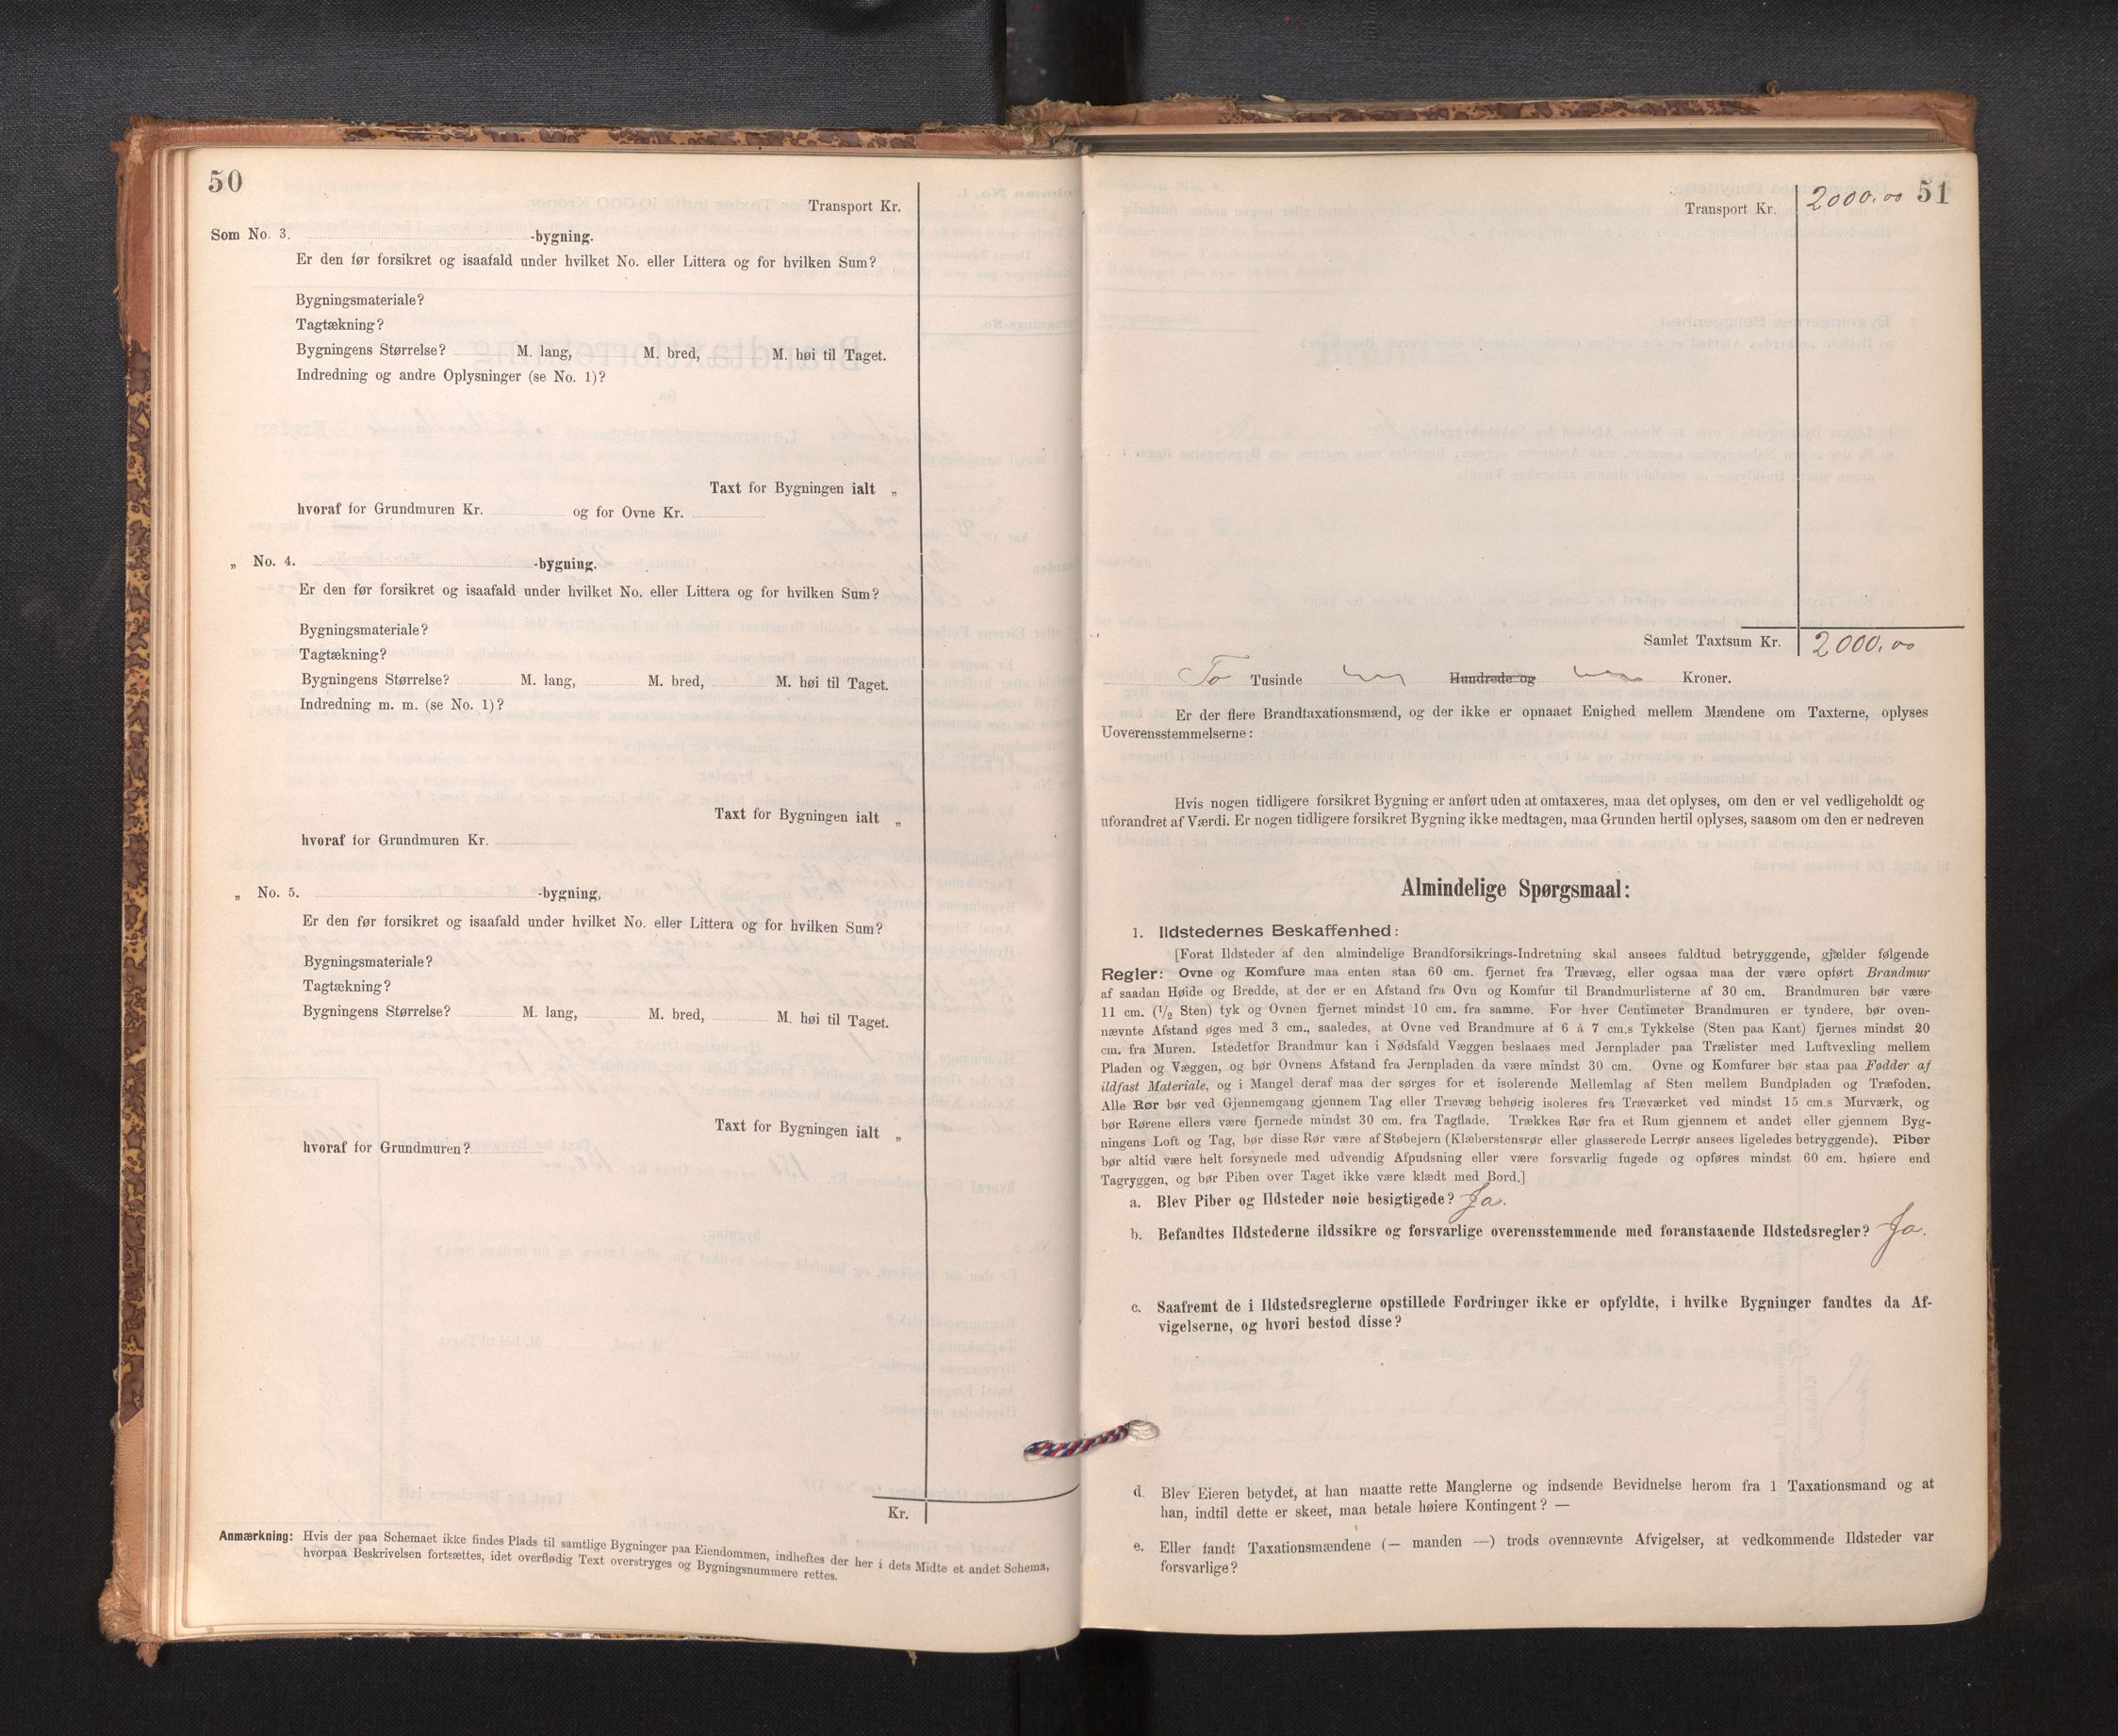 50
Transport Kr.
Som No. 3. -bygning.
Er den før forsikret og isaafald under hvilket No. eller Littera og for hvilken Sum?
Bygningsmateriale?
Tagtækning?
Bygningens Størrelse? M. lang, M. bred, M. høi til Taget.
Indredning og andre Oplysninger (se No. 1)?
Taxt for Bygningen ialt „
hvoraf for Grundmuren Kr. og for Ovne Kr.
„ No. 4. -bygning.
Er den før forsikret og isaafald under hvilket No. eller Littera og for hvilken Sum?
Bygningsmateriale?
Tagtækning?
Bygningens Størrelse? M. lang, M. bred, M. høi til Taget.
Indredning m. m. (se No. 1)?
Taxt for Bygningen ialt „
hvoraf for Grundmuren Kr.
„ No. 5. -bygning,
Er den før forsikret og isaafald under hvilket No. eller Littera og for hvilken Sum?
Bygningsmateriale?
Tagtækning?
Bygningens Størrelse? M. lang, M. bred, M. høi til Taget.
Taxt for Bygningen ialt „
hvoraf for Grundmuren?
Kr.
Anmærkning: Hvis der paa Schemaet ikke findes Plads til samtlige Bygninger paa Eiendommen, indheftes der her i dets Midte et andet Schema,
hvorpaa Beskrivelsen fortsættes, idet overflødig Text overstryges og Bygningsnummere rettes.
51
Transport Kr. 2000.00
Samlet Taxtsum Kr. 2000.00
To Tusinde Hundrede og Kroner.
Er der flere Brandtaxationsmænd, og der ikke er opnaaet Enighed mellem Mændene om Taxterne, oplyses
Uoverensstemmelserne:
Hvis nogen tidligere forsikret Bygning er anført uden at omtaxeres, maa det oplyses, om den er vel vedligeholdt og
uforandret af Værdi. Er nogen tidligere forsikret Bygning ikke medtagen, maa Grunden hertil oplyses, saasom om den er nedreven
Almindelige Spørgsmaal:
1. Ildstedernes Beskaffenhed:
[Forat Ildsteder af den almindelige Brandforsikrings-Indretning skal ansees fuldtud betryggende, gjælder følgende
Regler: Ovne og Komfure maa enten staa 60 cm. fjernet fra Trævæg, eller ogsaa maa der være opført Brandmur
af saadan Høide og Bredde, at der er en Afstand fra Ovn og Komfur til Brandmurlisterne af 30 cm. Brandmuren bør være
11 cm. (1/2 Sten) tyk og Ovnen fjernet mindst 10 cm. fra samme. For hver Centimeter Brandmuren er tyndere, bør oven-
nævnte Afstand øges med 3 cm., saaledes, at Ovne ved Brandmure af 6 à 7 cm.s Tykkelse (Sten paa Kant) fjernes mindst 20
cm. fra Muren. Istedetfor Brandmur kan i Nødsfald Væggen beslaaes med Jernplader paa Trælister med Luftvexling mellem
Pladen og Væggen, og bør Ovnens Afstand fra Jernpladen da være mindst 30 cm. Ovne og Komfurer bør staa paa Fødder af
ildfast Materiale, og i Mangel deraf maa der sørges for et isolerende Mellemlag af Sten mellem Bundpladen og Træfoden.
Alle Rør bør ved Gjennemgang gjennem Tag eller Trævæg behørig isoleres fra Træværket ved mindst 15 cm.s Murværk, og
bør Rørene ellers være fjernede mindst 30 cm. fra Tagflade. Trækkes Rør fra et Rum gjennem et andet eller gjennem Byg-
ningens Loft og Tag, bør disse Rør være af Støbejern (Klæberstensrør eller glasserede Lerrør ansees ligeledes betryggende). Piber
bør altid være helt forsynede med udvendig Afpudsning eller være forsvarlig fugede og opføres mindst 60 cm. høiere end
Tagryggen, og bør Piben over Taget ikke være klædt med Bord.]
a. Blev Piber og Ildsteder nøie besigtigede? Ja.
b. Befandtes Ildstederne ildssikre og forsvarlige overensstemmende med foranstaaende Ildstedsregler? Ja.
c. Saafremt de i Ildstedsreglerne opstillede Fordringer ikke er opfyldte, i hvilke Bygninger fandtes da Af-
vigelserne, og hvori bestod disse?
d. Blev Eieren betydet, at han maatte rette Manglerne og indsende Bevidnelse herom fra 1 Taxationsmand og at
han, indtil dette er skeet, maa betale høiere Kontingent? —
e. Eller fandt Taxationsmændene (— manden —) trods ovennævnte Afvigelser, at vedkommende Ildsteder var
forsvarlige?